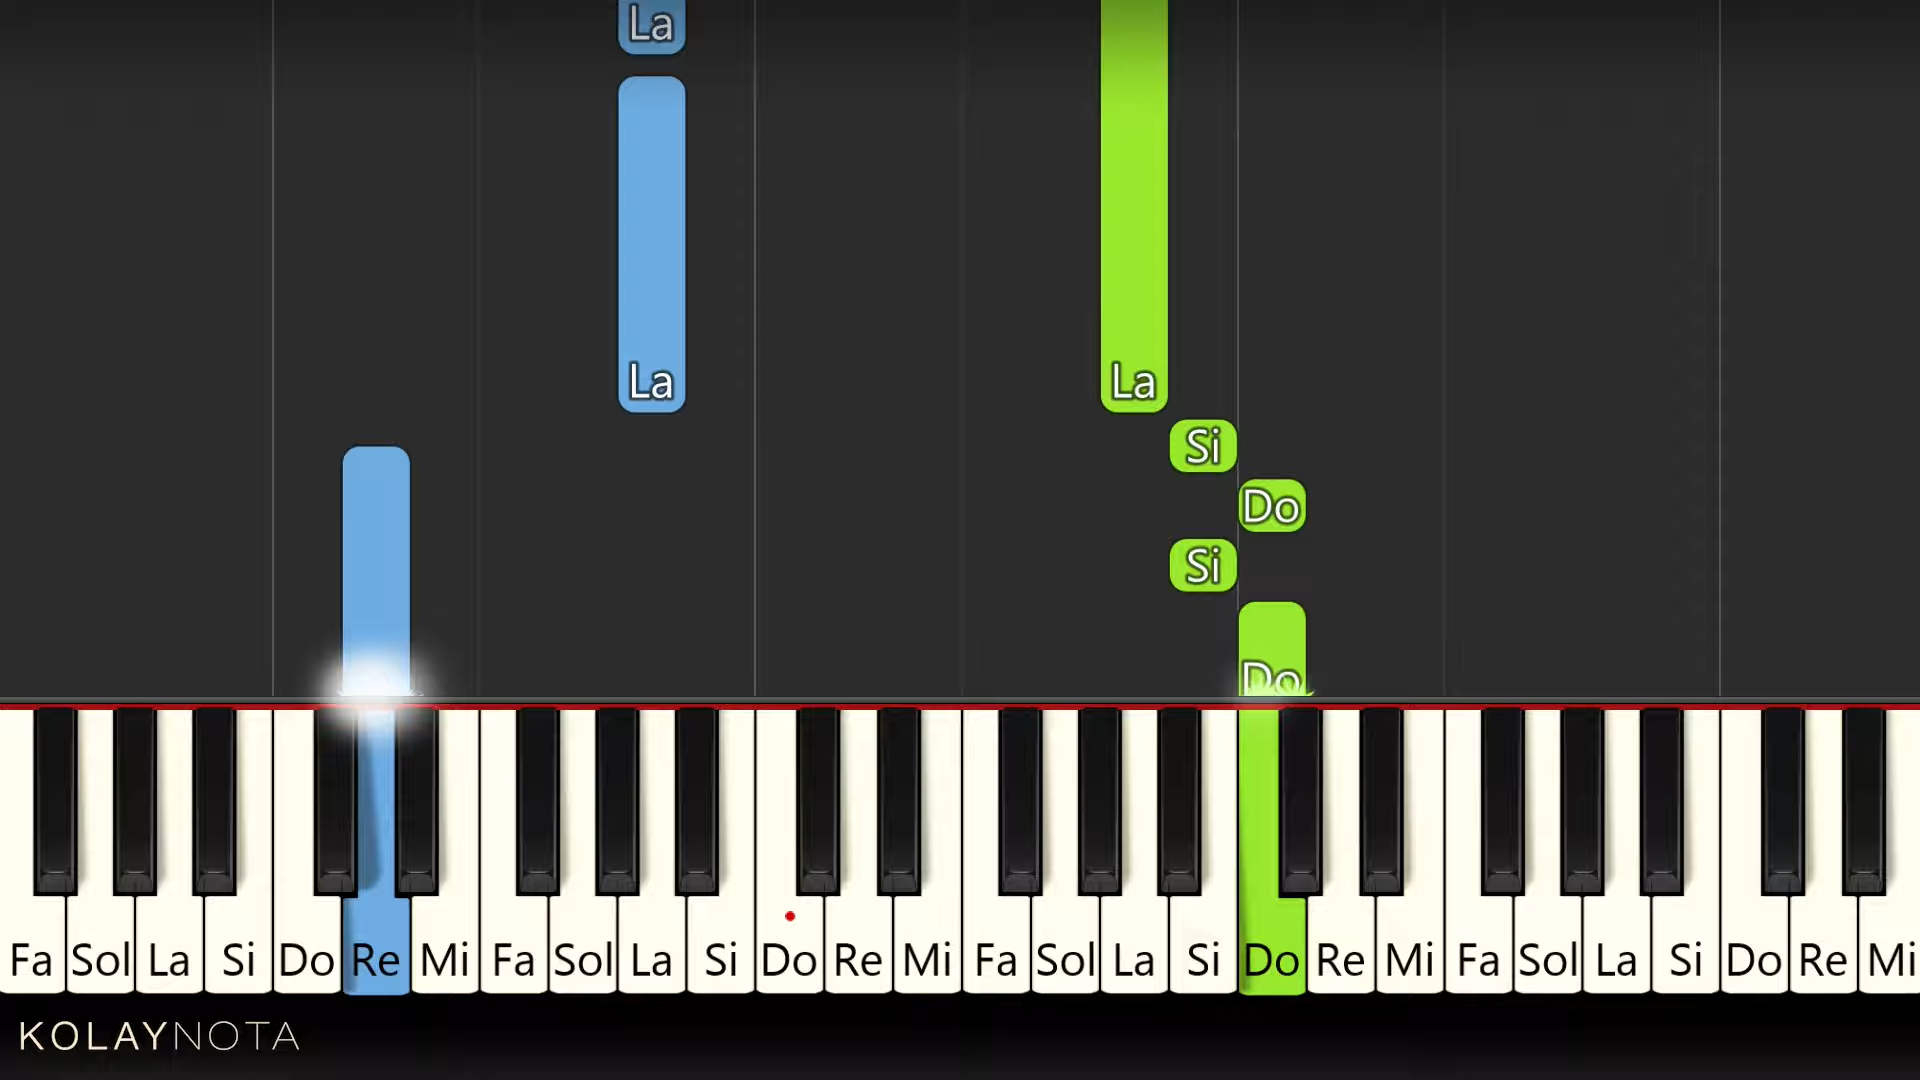 La
La La
Si
Do
Si
Do
Fa Sol La Si Do Re Mi Fa Sol La Si Do Re Mi Fa Sol La Si Do Re Mi Fa Sol La Si Do Re Mi
KOLAYNOTA